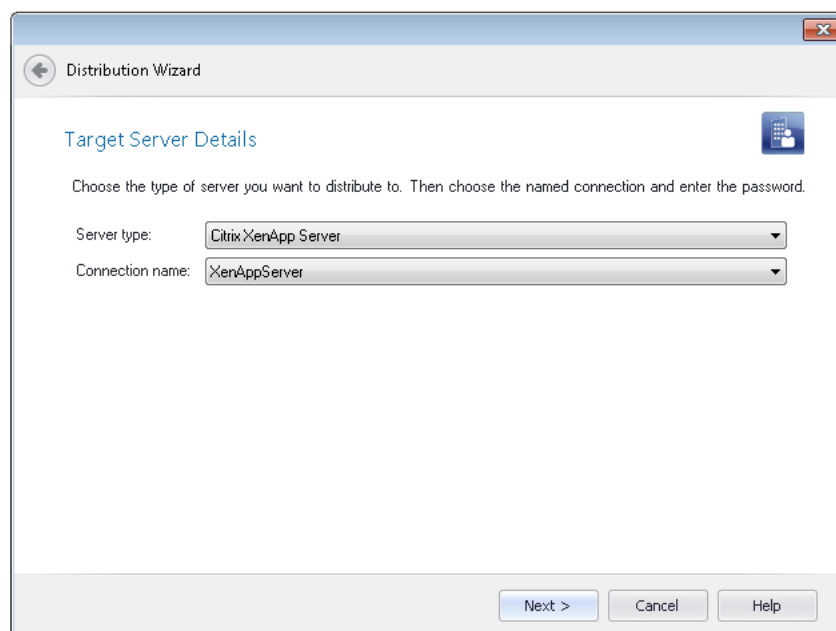 Distribution Wizard
Target Server Details
Choose the type of server you want to distribute to. Then choose the named connection and enter the password.
Server type: Citrix XenApp Server
Connection name: XenAppServer
Next > Cancel Help